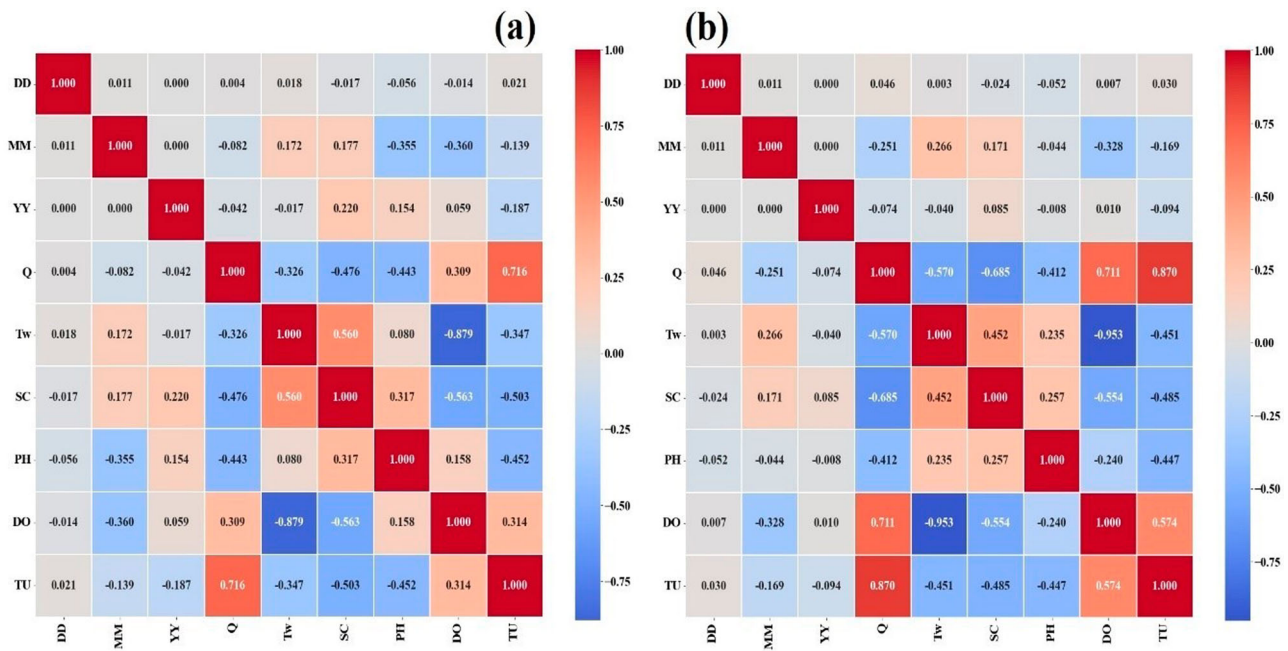 (a)
DD 1.000 0.011 0.000 0.004 0.018 -0.017 -0.056 -0.014 0.021
MM 0.011 1.000 0.000 -0.082 0.172 0.177 -0.355 -0.360 -0.139
YY 0.000 0.000 1.000 -0.042 -0.017 0.220 0.154 0.059 -0.187
Q 0.004 -0.082 -0.042 1.000 -0.326 -0.476 -0.443 0.309 0.716
Tw 0.018 0.172 -0.017 -0.326 1.000 0.560 0.080 -0.879 -0.347
SC -0.017 0.177 0.220 -0.476 0.560 1.000 0.317 -0.563 -0.503
PH -0.056 -0.355 0.154 -0.443 0.080 0.317 1.000 0.158 -0.452
DO -0.014 -0.360 0.059 0.309 -0.879 -0.563 0.158 1.000 0.314
TU 0.021 -0.139 -0.187 0.716 -0.347 -0.503 -0.452 0.314 1.000
DD MM YY Q Tw SC PH DO TU
1.00
0.75
0.50
0.25
0.00
-0.25
-0.50
-0.75
(b)
DD 1.000 0.011 0.000 0.046 0.003 -0.024 -0.052 0.007 0.030
MM 0.011 1.000 0.000 -0.251 0.266 0.171 -0.044 -0.328 -0.169
YY 0.000 0.000 1.000 -0.074 -0.040 0.085 -0.008 0.010 -0.094
Q 0.046 -0.251 -0.074 1.000 -0.570 -0.685 -0.412 0.711 0.870
Tw 0.003 0.266 -0.040 -0.570 1.000 0.452 0.235 -0.953 -0.451
SC -0.024 0.171 0.085 -0.685 0.452 1.000 0.257 -0.554 -0.485
PH -0.052 -0.044 -0.008 -0.412 0.235 0.257 1.000 -0.240 -0.447
DO 0.007 -0.328 0.010 0.711 -0.953 -0.554 -0.240 1.000 0.574
TU 0.030 -0.169 -0.094 0.870 -0.451 -0.485 -0.447 0.574 1.000
DD MM YY Q Tw SC PH DO TU
1.00
0.75
0.50
0.25
0.00
-0.25
-0.50
-0.75